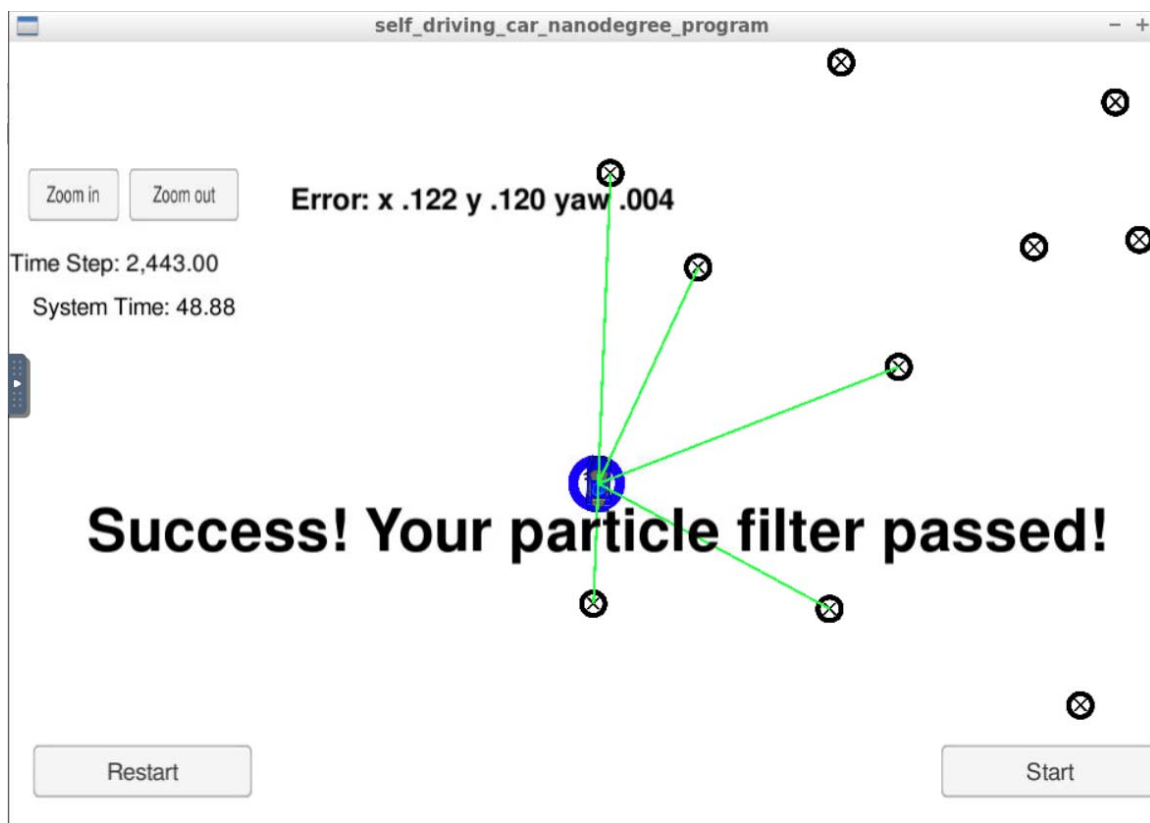 self_driving_car_nanodegree_program
Zoom in
Zoom out
Error: x .122 y .120 yaw .004
Time Step: 2,443.00
System Time: 48.88
Success! Your particle filter passed!
Restart
Start